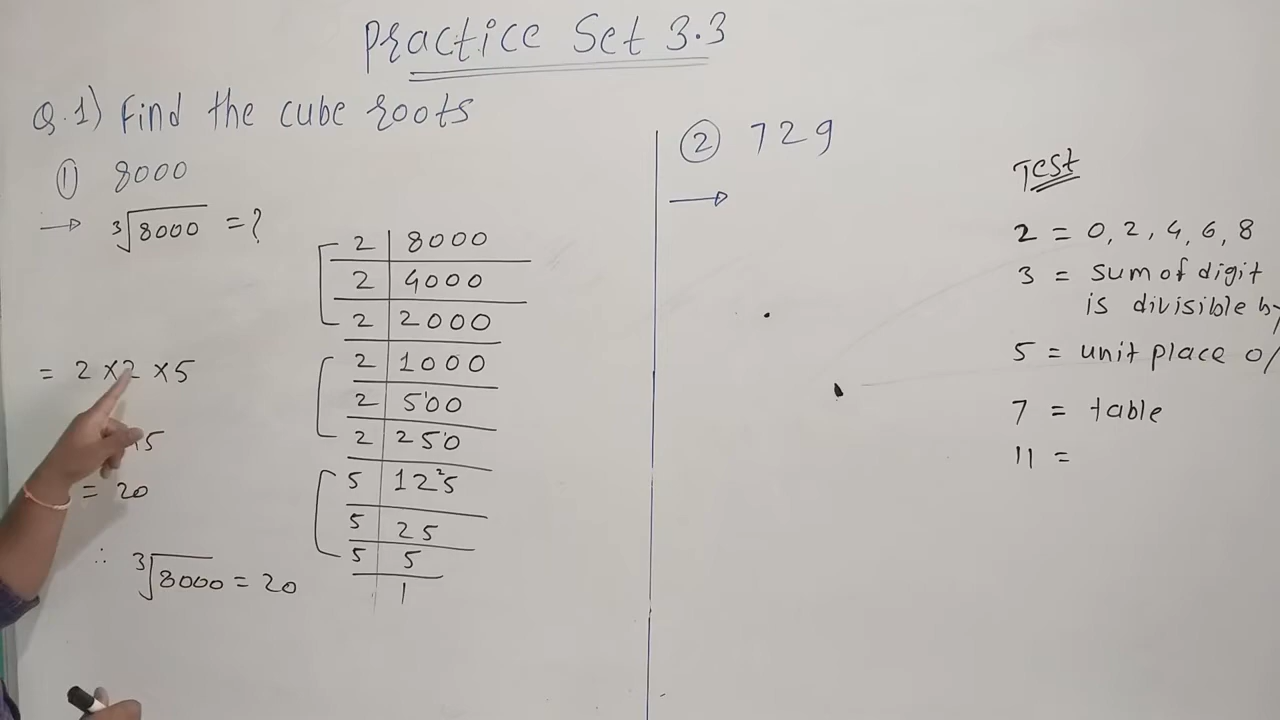 Practice Set 3.3
Q.1) Find the cube roots
① 8000
→ ∛8000 = ?
2 | 8000
2 | 4000
2 | 2000
2 | 1000
2 | 500
2 | 250
5 | 125
5 | 25
5 | 5
1
= 2 × 2 × 5
5
= 20
∴ ∛8000 = 20
② 729
→
Test
2 = 0, 2, 4, 6, 8
3 = sum of digit
is divisible by
5 = unit place 0/
7 = table
11 =